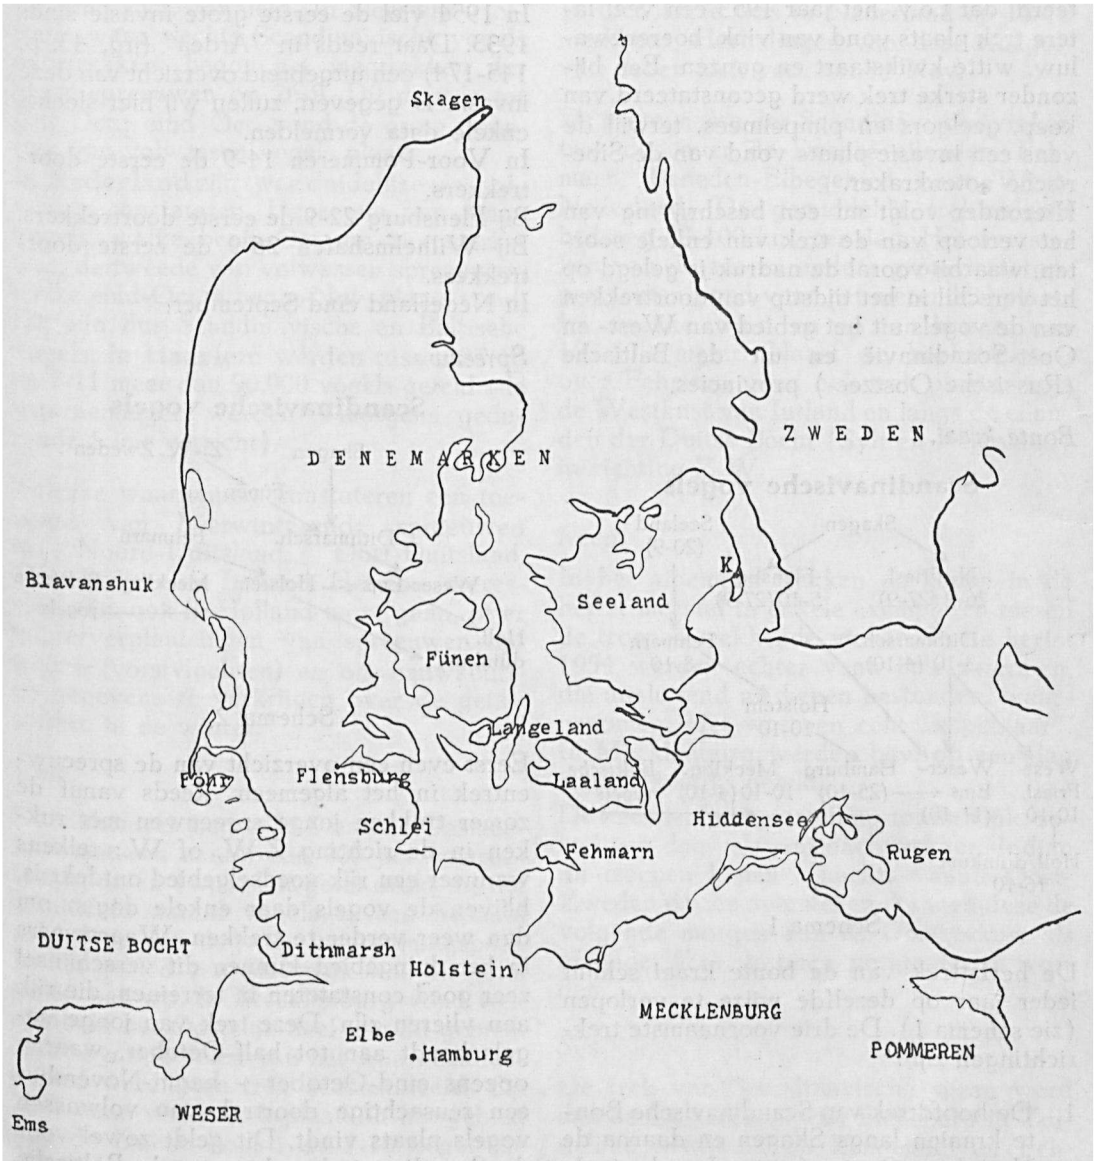 Skagen
ZWEDEN
DENEMARKEN
K
Blavanshuk
Seeland
Fünen
Langeland
Föhr
Flensburg
Laaland
Hiddensee
Schlei
Fehmarn
Rugen
DUITSE BOCHT
Dithmarsh
Holstein
MECKLENBURG
Elbe
Hamburg
POMMEREN
WESER
Ems